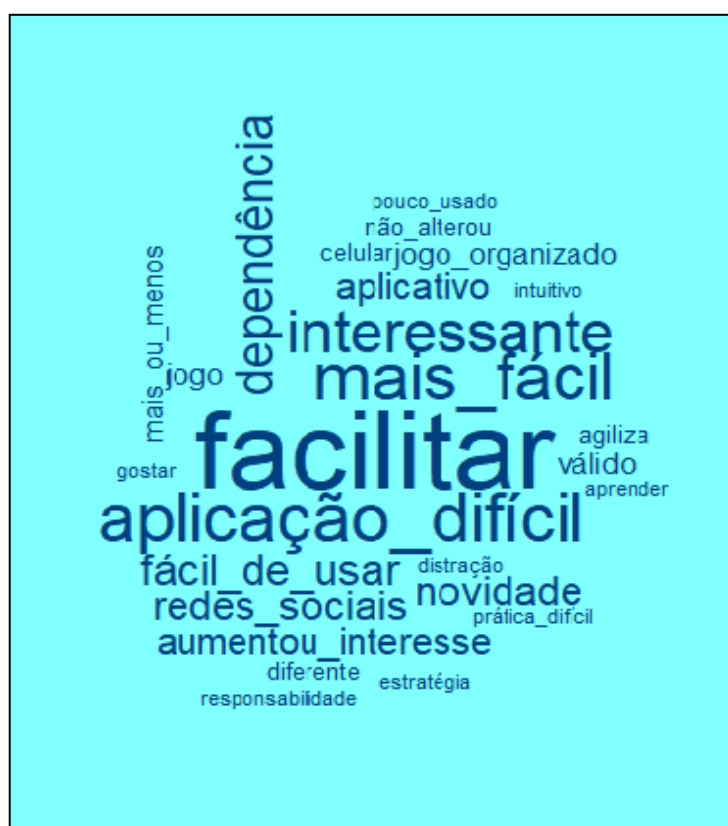 dependência
pouco_usado
não_alterou
celular
jogo_organizado
mais_ou_menos
aplicativo
intuitivo
interessante
jogo
mais_fácil
facilitar
agiliza
válido
gostar
aprender
aplicação_difícil
fácil_de_usar
distração
novidade
redes_sociais
prática_difícil
aumentou_interesse
diferente
estratégia
responsabilidade